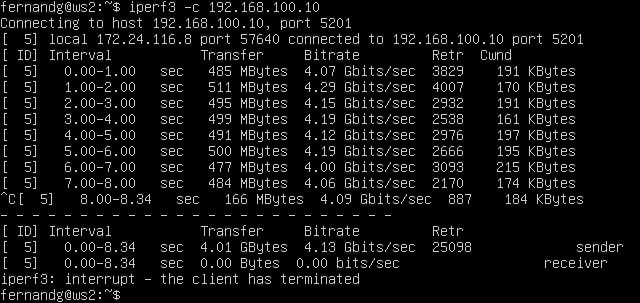 fernandg@ws2:~$ iperf3 -c 192.168.100.10
Connecting to host 192.168.100.10, port 5201
[  5] local 172.24.116.8 port 57640 connected to 192.168.100.10 port 5201
[ ID] Interval           Transfer     Bitrate         Retr  Cwnd
[  5]   0.00-1.00   sec   485 MBytes  4.07 Gbits/sec  3829    191 KBytes
[  5]   1.00-2.00   sec   511 MBytes  4.29 Gbits/sec  4007    170 KBytes
[  5]   2.00-3.00   sec   495 MBytes  4.15 Gbits/sec  2932    191 KBytes
[  5]   3.00-4.00   sec   499 MBytes  4.19 Gbits/sec  2538    161 KBytes
[  5]   4.00-5.00   sec   491 MBytes  4.12 Gbits/sec  2976    197 KBytes
[  5]   5.00-6.00   sec   500 MBytes  4.19 Gbits/sec  2666    195 KBytes
[  5]   6.00-7.00   sec   477 MBytes  4.00 Gbits/sec  3093    215 KBytes
[  5]   7.00-8.00   sec   484 MBytes  4.06 Gbits/sec  2170    174 KBytes
^C[  5]   8.00-8.34   sec   166 MBytes  4.09 Gbits/sec  887    184 KBytes
- - - - - - - - - - - - - - - - - - - - - - - - -
[ ID] Interval           Transfer     Bitrate         Retr
[  5]   0.00-8.34   sec  4.01 GBytes  4.13 Gbits/sec  25098             sender
[  5]   0.00-8.34   sec  0.00 Bytes  0.00 bits/sec                  receiver
iperf3: interrupt - the client has terminated
fernandg@ws2:~$